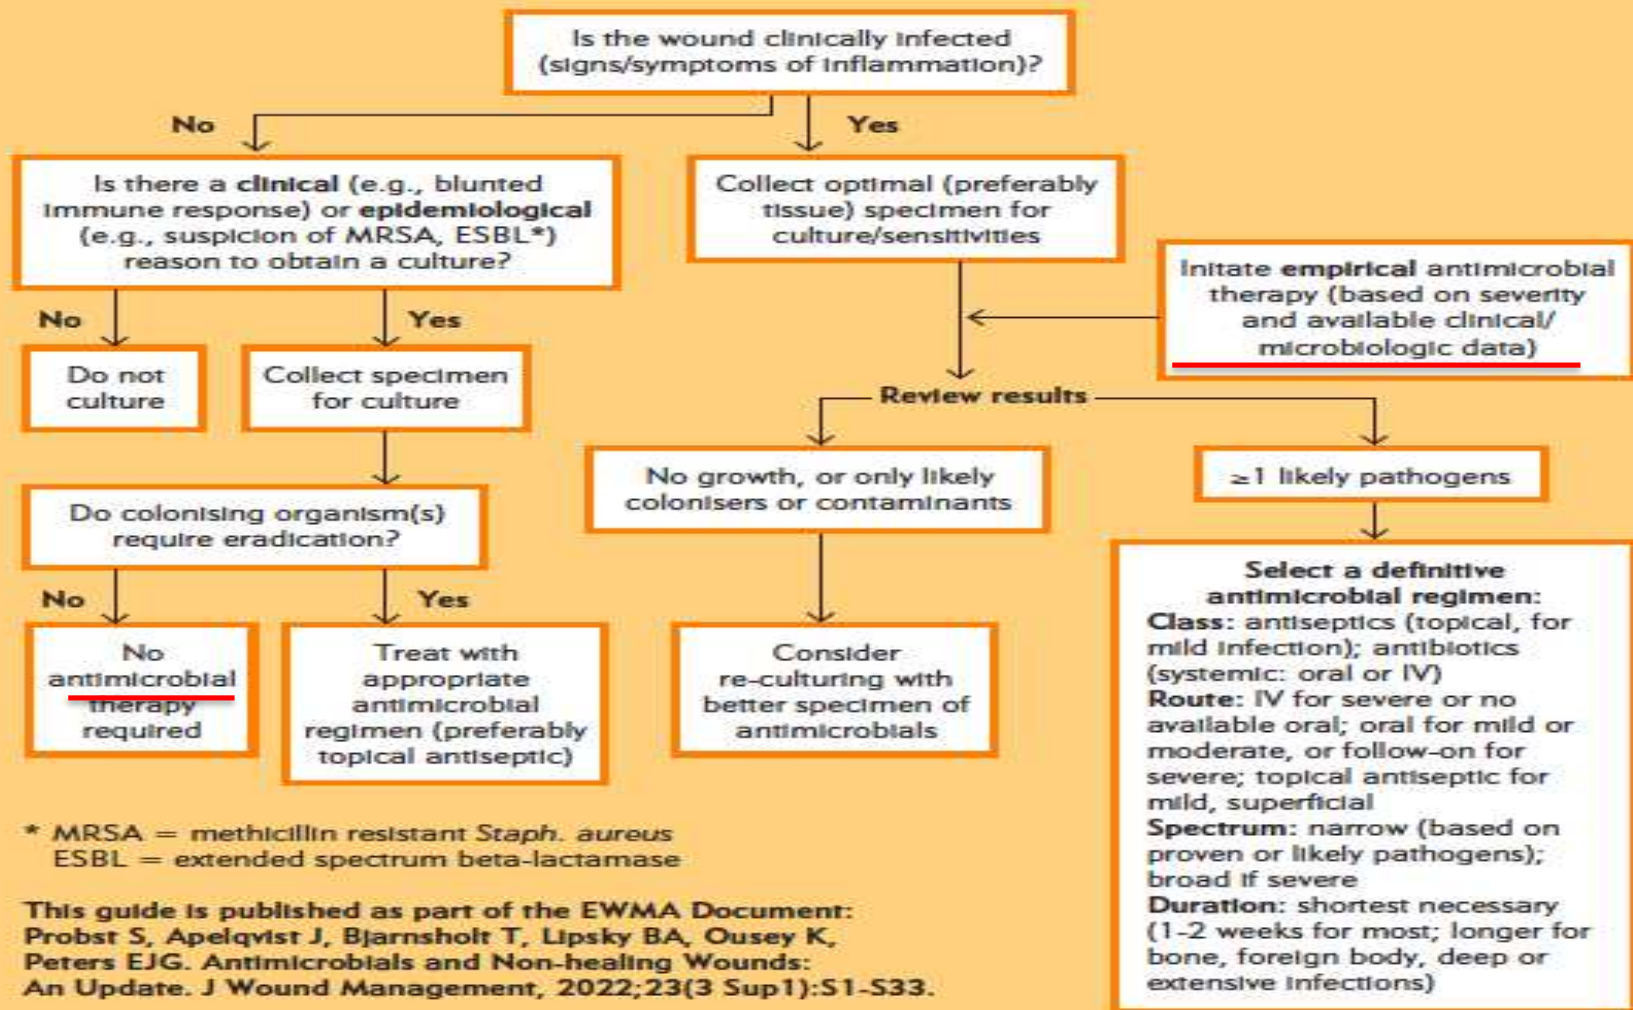 Is the wound clinically infected
(signs/symptoms of inflammation)?
No
Yes
Is there a clinical (e.g., blunted
immune response) or epidemiological
(e.g., suspicion of MRSA, ESBL*)
reason to obtain a culture?
Collect optimal (preferably
tissue) specimen for
culture/sensitivities
Initate empirical antimicrobial
therapy (based on severity
and available clinical/
microbiologic data)
No
Yes
Do not
culture
Collect specimen
for culture
Review results
No growth, or only likely
colonisers or contaminants
≥1 likely pathogens
Do colonising organism(s)
require eradication?
No
Yes
No
antimicrobial
therapy
required
Treat with
appropriate
antimicrobial
regimen (preferably
topical antiseptic)
Consider
re-culturing with
better specimen of
antimicrobials
Select a definitive
antimicrobial regimen:
Class: antiseptics (topical, for
mild infection); antibiotics
(systemic: oral or IV)
Route: IV for severe or no
available oral; oral for mild or
moderate, or follow-on for
severe; topical antiseptic for
mild, superficial
Spectrum: narrow (based on
proven or likely pathogens);
broad if severe
Duration: shortest necessary
(1-2 weeks for most; longer for
bone, foreign body, deep or
extensive infections)
* MRSA = methicillin resistant Staph. aureus
ESBL = extended spectrum beta-lactamase
This guide is published as part of the EWMA Document:
Probst S, Apelqvist J, Bjarnsholt T, Lipsky BA, Ousey K,
Peters EJG. Antimicrobials and Non-healing Wounds:
An Update. J Wound Management, 2022;23(3 Sup1):S1-S33.